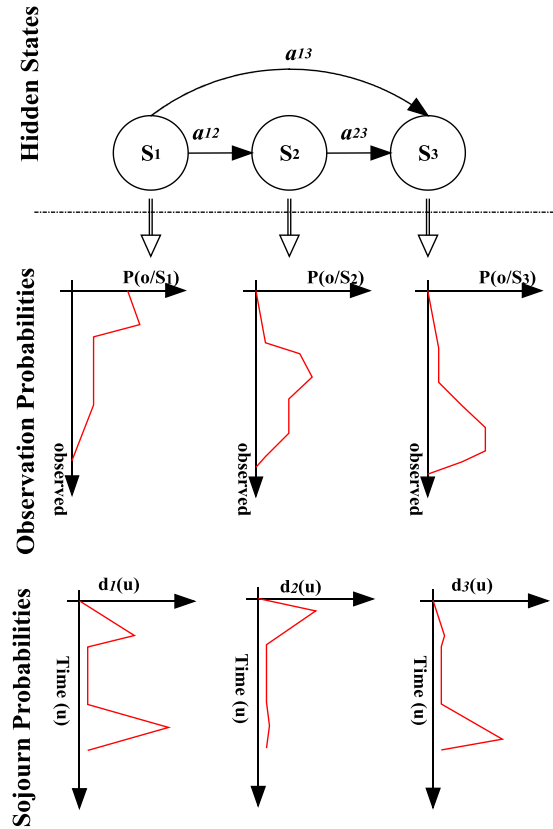 Hidden States
a13
a12
a23
S1
S2
S3
Observation Probabilities
P(o/S1)
P(o/S2)
P(o/S3)
observed
observed
observed
Sojourn Probabilities
d1(u)
d2(u)
d3(u)
Time (u)
Time (u)
Time (u)